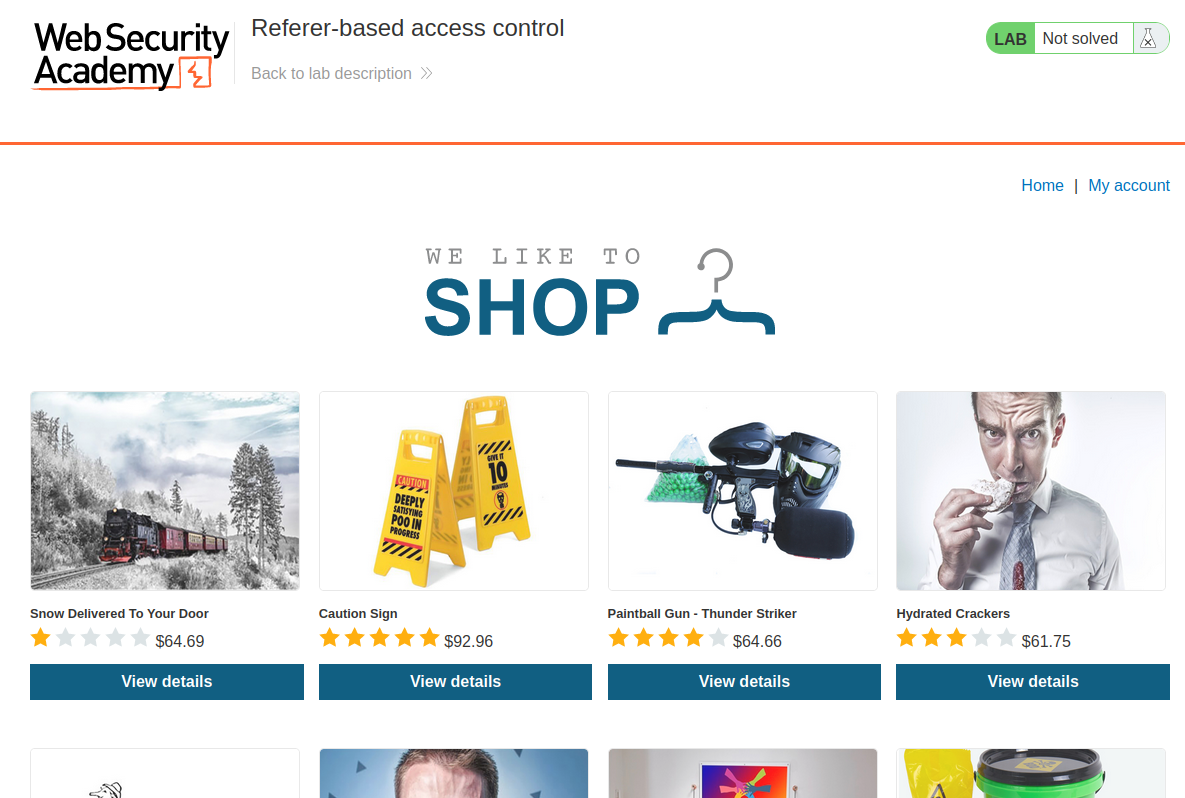 Web Security
Academy
Referer-based access control
Back to lab description
LAB Not solved
Home | My account
WE LIKE TO
SHOP
CAUTION
DEEPLY
SATISFYING
POO IN
PROGRESS
GIVE IT
10
MINUTES
Snow Delivered To Your Door
$64.69
View details
Caution Sign
$92.96
View details
Paintball Gun - Thunder Striker
$64.66
View details
Hydrated Crackers
$61.75
View details